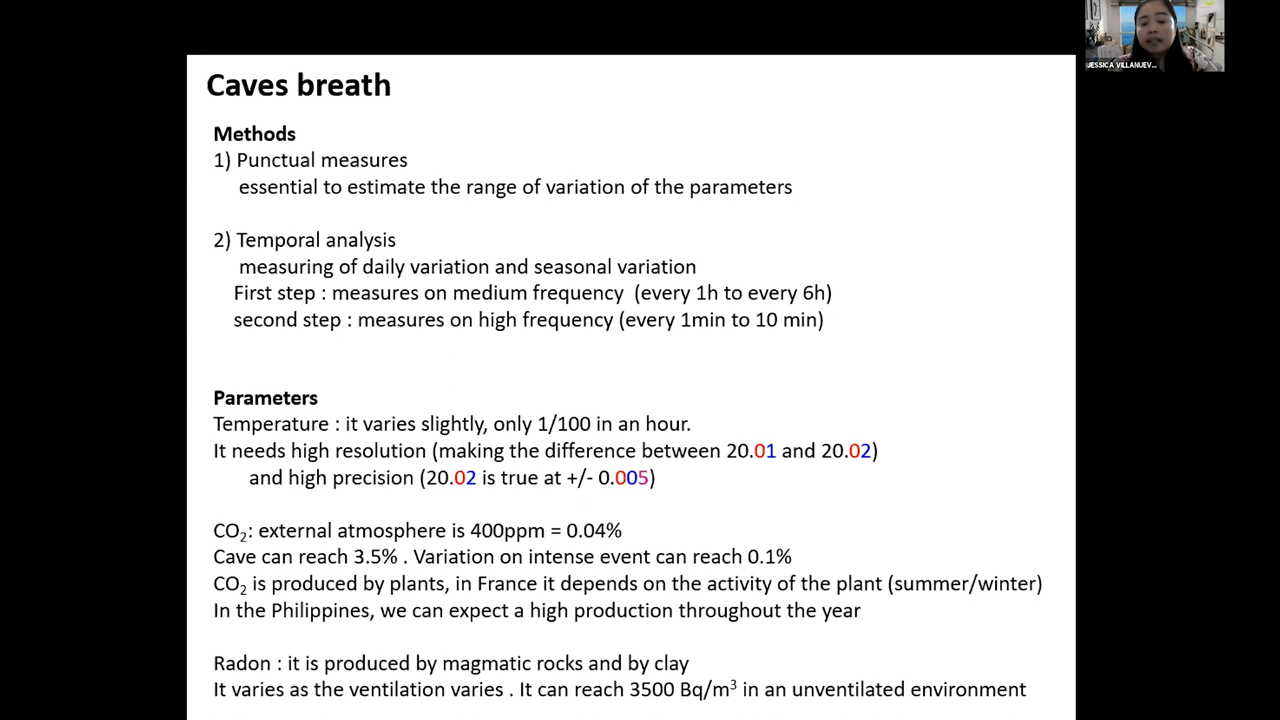 JESSICA VILLANUEV...
Caves breath
Methods
1) Punctual measures
essential to estimate the range of variation of the parameters
2) Temporal analysis
measuring of daily variation and seasonal variation
First step : measures on medium frequency (every 1h to every 6h)
second step : measures on high frequency (every 1min to 10 min)
Parameters
Temperature : it varies slightly, only 1/100 in an hour.
It needs high resolution (making the difference between 20.01 and 20.02)
and high precision (20.02 is true at +/- 0.005)
CO₂: external atmosphere is 400ppm = 0.04%
Cave can reach 3.5% . Variation on intense event can reach 0.1%
CO₂ is produced by plants, in France it depends on the activity of the plant (summer/winter)
In the Philippines, we can expect a high production throughout the year
Radon : it is produced by magmatic rocks and by clay
It varies as the ventilation varies . It can reach 3500 Bq/m³ in an unventilated environment